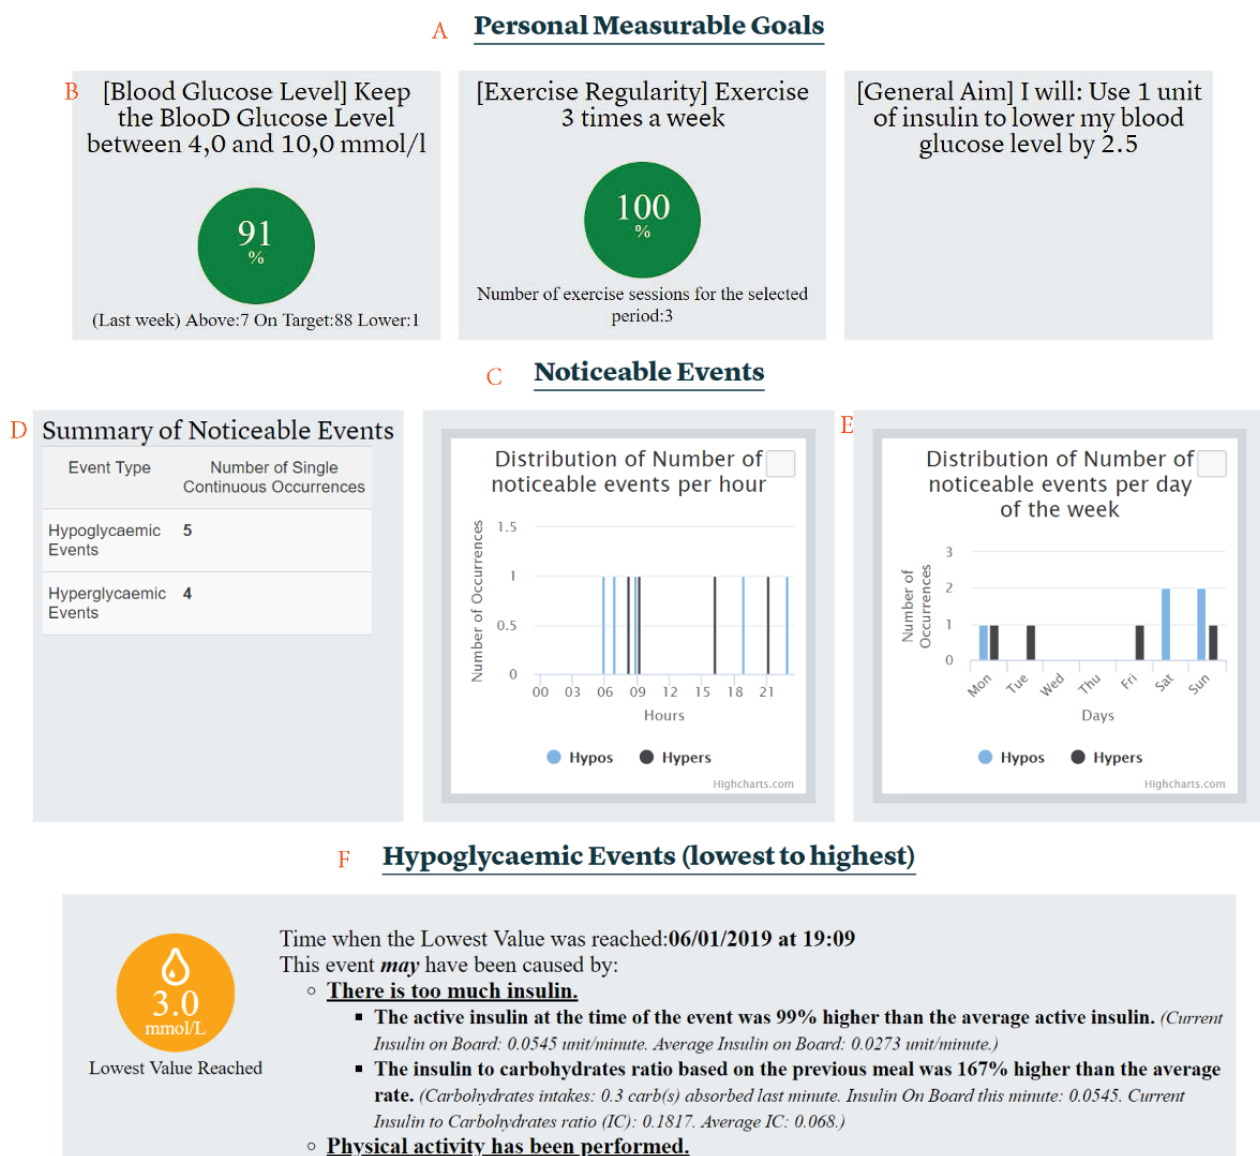 A Personal Measurable Goals
B [Blood Glucose Level] Keep
the BlooD Glucose Level
between 4,0 and 10,0 mmol/l
91
%
(Last week) Above:7 On Target:88 Lower:1
[Exercise Regularity] Exercise
3 times a week
100
%
Number of exercise sessions for the selected
period:3
[General Aim] I will: Use 1 unit
of insulin to lower my blood
glucose level by 2.5
C Noticeable Events
D Summary of Noticeable Events
Event Type Number of Single
Continuous Occurrences
Hypoglycaemic 5
Events
Hyperglycaemic 4
Events
Distribution of Number of
noticeable events per hour
Number of Occurrences
1.5
1
0.5
0
00 03 06 09 12 15 18 21
Hours
Hypos Hypers
Highcharts.com
E
Distribution of Number of
noticeable events per day
of the week
Number of
Occurrences
3
2
1
0
Mon Tue Wed Thu Fri Sat Sun
Days
Hypos Hypers
Highcharts.com
F Hypoglycaemic Events (lowest to highest)
3.0
mmol/L
Lowest Value Reached
Time when the Lowest Value was reached:06/01/2019 at 19:09
This event may have been caused by:
There is too much insulin.
The active insulin at the time of the event was 99% higher than the average active insulin. (Current
Insulin on Board: 0.0545 unit/minute. Average Insulin on Board: 0.0273 unit/minute.)
The insulin to carbohydrates ratio based on the previous meal was 167% higher than the average
rate. (Carbohydrates intakes: 0.3 carb(s) absorbed last minute. Insulin On Board this minute: 0.0545. Current
Insulin to Carbohydrates ratio (IC): 0.1817. Average IC: 0.068.)
Physical activity has been performed.